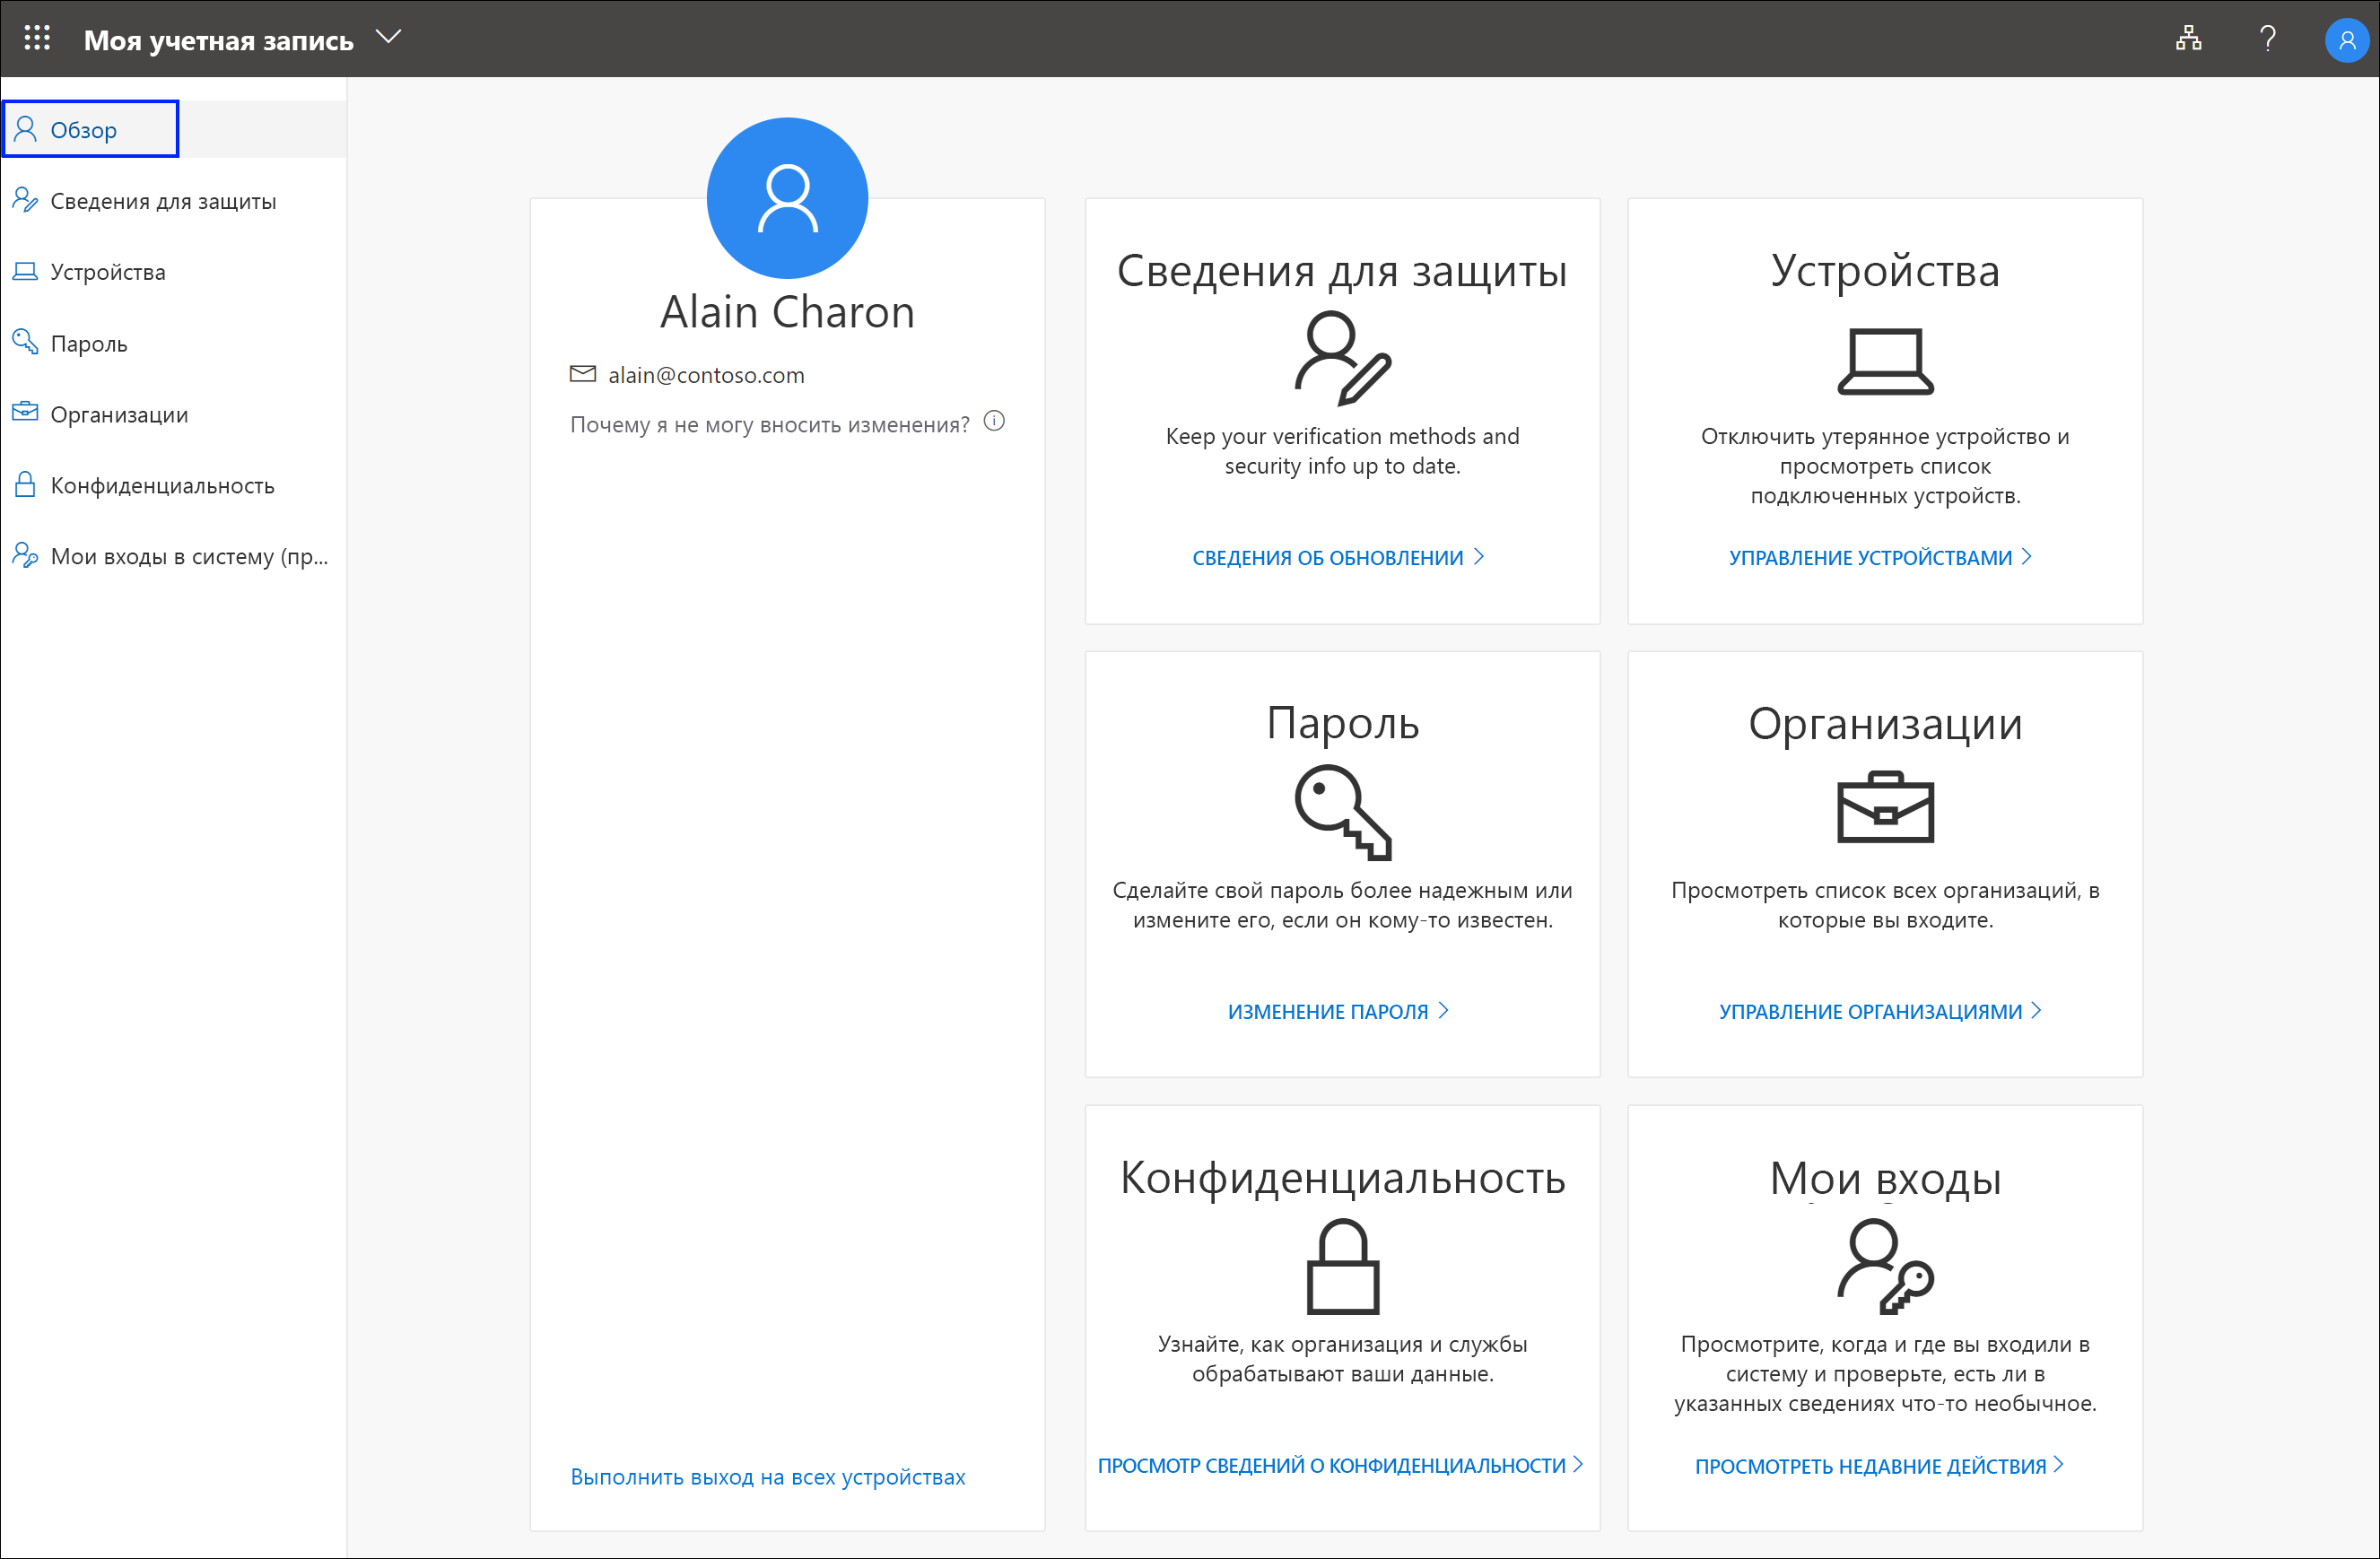 Моя учетная запись
Обзор
Сведения для защиты
Устройства
Пароль
Организации
Конфиденциальность
Мои входы в систему (пр...
Alain Charon
alain@contoso.com
Почему я не могу вносить изменения?
Выполнить выход на всех устройствах
Сведения для защиты
Keep your verification methods and
security info up to date.
СВЕДЕНИЯ ОБ ОБНОВЛЕНИИ
Устройства
Отключить утерянное устройство и
просмотреть список
подключенных устройств.
УПРАВЛЕНИЕ УСТРОЙСТВАМИ
Пароль
Сделайте свой пароль более надежным или
измените его, если он кому-то известен.
ИЗМЕНЕНИЕ ПАРОЛЯ
Организации
Просмотреть список всех организаций, в
которые вы входите.
УПРАВЛЕНИЕ ОРГАНИЗАЦИЯМИ
Конфиденциальность
Узнайте, как организация и службы
обрабатывают ваши данные.
ПРОСМОТР СВЕДЕНИЙ О КОНФИДЕНЦИАЛЬНОСТИ
Мои входы
Просмотрите, когда и где вы входили в
систему и проверьте, есть ли в
указанных сведениях что-то необычное.
ПРОСМОТРЕТЬ НЕДАВНИЕ ДЕЙСТВИЯ